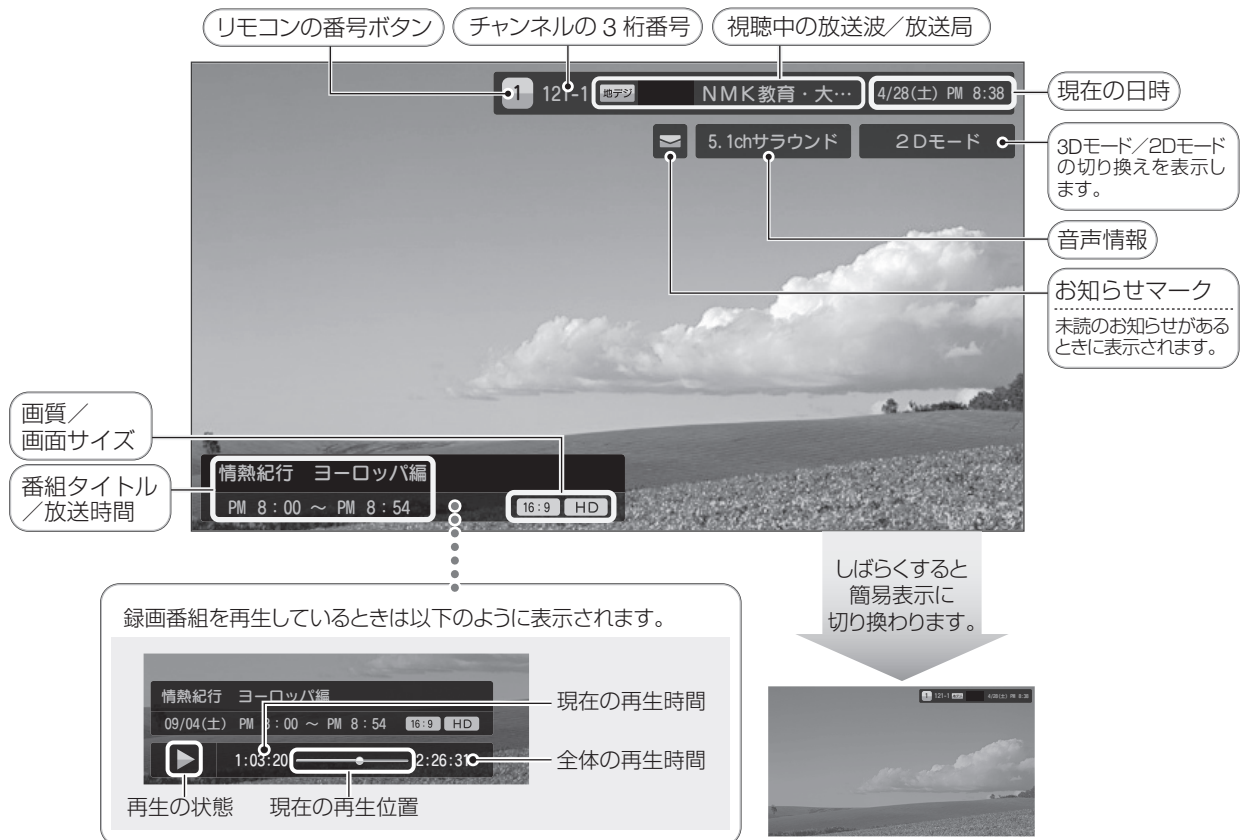 リモコンの番号ボタン
チャンネルの 3 桁番号
視聴中の放送波／放送局
1 121-1 地デジ NMK教育・大… 4/28(土) PM 8:38
現在の日時
5.1chサラウンド
2Dモード
3Dモード／2Dモード
の切り換えを表示し
ます。
音声情報
お知らせマーク
未読のお知らせがある
ときに表示されます。
画質／
画面サイズ
番組タイトル
／放送時間
情熱紀行 ヨーロッパ編
PM 8：00 ～ PM 8：54 16:9 HD
しばらくすると
簡易表示に
切り換わります。
録画番組を再生しているときは以下のように表示されます。
情熱紀行 ヨーロッパ編
09/04(土) PM 8：00 ～ PM 8：54 16:9 HD
1:03:20 2:26:31
現在の再生時間
全体の再生時間
再生の状態
現在の再生位置
1 121-1 地デジ 4/28(土) PM 8:38